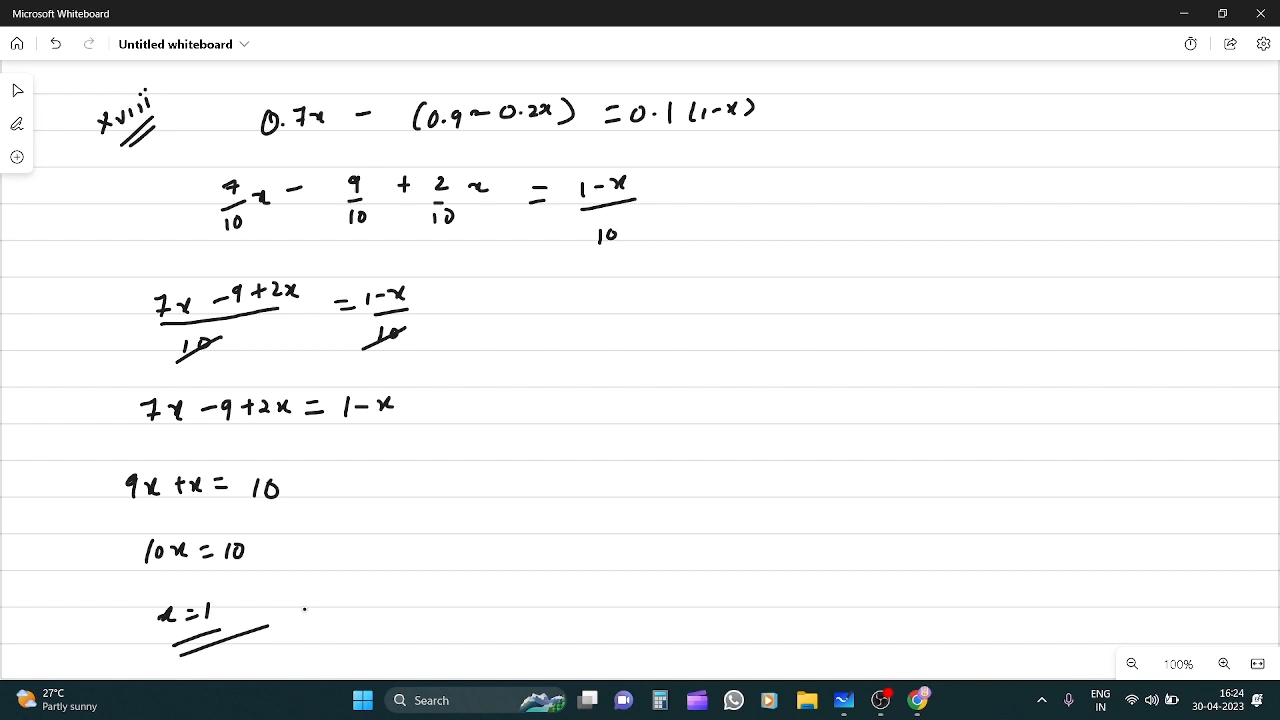 Microsoft Whiteboard
Untitled whiteboard
xviii 0.7x - (0.9 - 0.2x) = 0.1 (1-x)
7/10 x - 9/10 + 2/10 x = 1-x/10
7x - 9 + 2x/10 = 1-x/10
7x - 9 + 2x = 1 - x
9x + x = 10
10x = 10
x = 1
100%
27°C
Partly sunny
Search
8
ENG
IN
16:24
30-04-2023